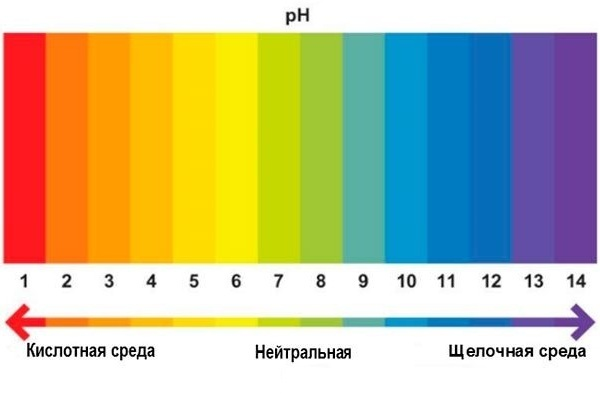 pH
1 2 3 4 5 6 7 8 9 10 11 12 13 14
Кислотная среда Нейтральная Щелочная среда